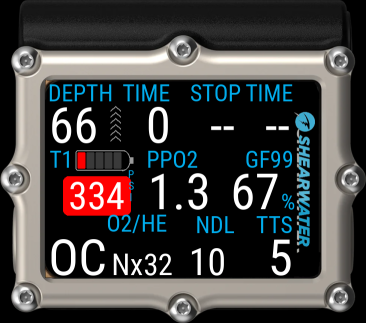 DEPTH TIME STOP TIME
66 0 -- --
T1 PPO2 GF99
PSI
334 1.3 67%
O2/HE NDL TTS
OC Nx32 10 5
SHEARWATER